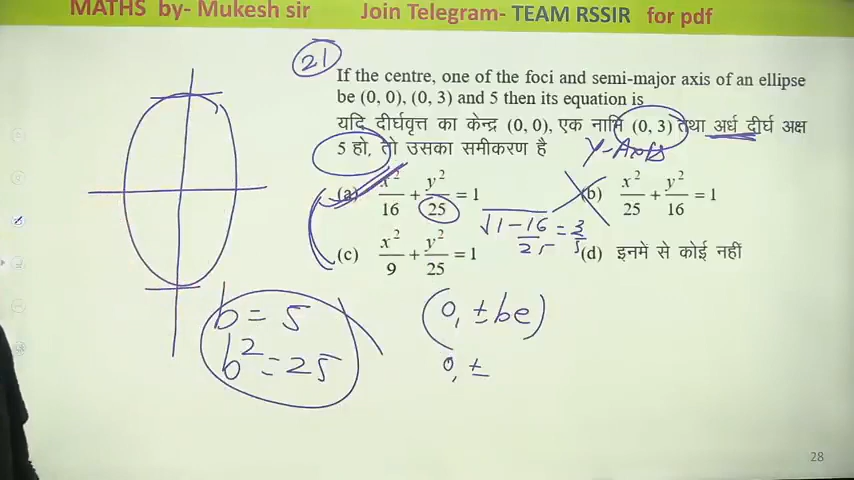 MATHS by- Mukesh sir Join Telegram- TEAM RSSIR for pdf
21
If the centre, one of the foci and semi-major axis of an ellipse
be (0, 0), (0, 3) and 5 then its equation is
यदि दीर्घवृत्त का केन्द्र (0, 0), एक नाभि (0, 3) तथा अर्ध दीर्घ अक्ष
5 हो, तो उसका समीकरण है
Y-Axis
(a) x²/16 + y²/25 = 1
(b) x²/25 + y²/16 = 1
√1-16/25 = 3/5
(c) x²/9 + y²/25 = 1
(d) इनमें से कोई नहीं
b = 5
b² = 25
(0, ±be)
0, ±
28